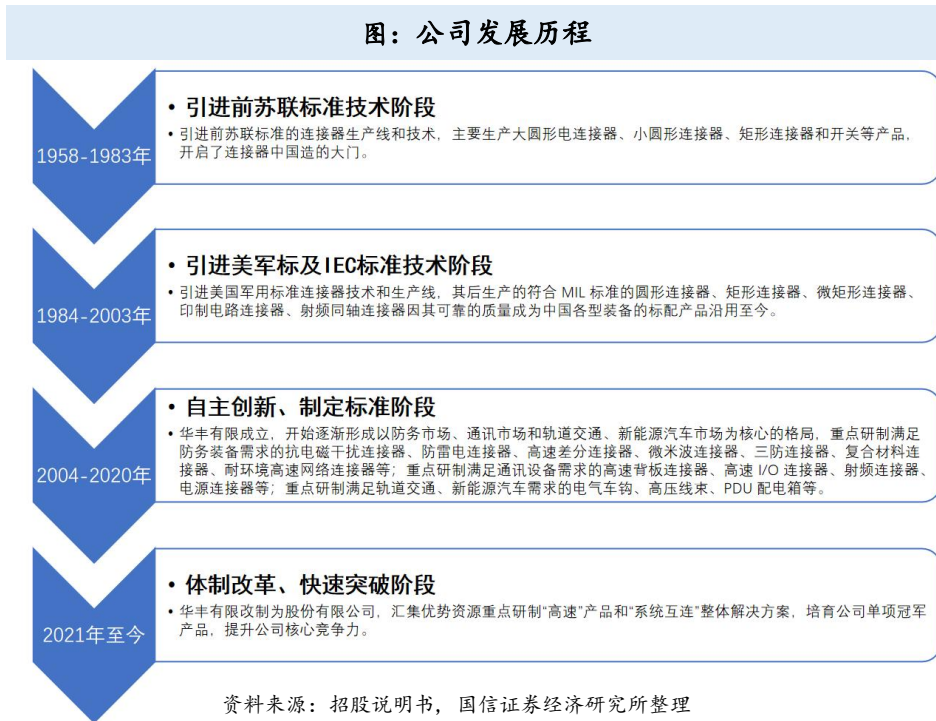 图：公司发展历程
1958-1983年
• 引进前苏联标准技术阶段
• 引进前苏联标准的连接器生产线和技术，主要生产大圆形电连接器、小圆形连接器、矩形连接器和开关等产品，
开启了连接器中国造的大门。
1984-2003年
• 引进美军标及IEC标准技术阶段
• 引进美国军用标准连接器技术和生产线，其后生产的符合 MIL 标准的圆形连接器、矩形连接器、微矩形连接器、
印制电路连接器、射频同轴连接器因其可靠的质量成为中国各型装备的标配产品沿用至今。
2004-2020年
• 自主创新、制定标准阶段
• 华丰有限成立，开始逐渐形成以防务市场、通讯市场和轨道交通、新能源汽车市场为核心的格局，重点研制满足
防务装备需求的抗电磁干扰连接器、防雷电连接器、高速差分连接器、微米波连接器、三防连接器、复合材料连
接器、耐环境高速网络连接器等；重点研制满足通讯设备需求的高速背板连接器、高速 I/O 连接器、射频连接器、
电源连接器等；重点研制满足轨道交通、新能源汽车需求的电气车钩、高压线束、PDU 配电箱等。
2021年至今
• 体制改革、快速突破阶段
• 华丰有限改制为股份有限公司，汇集优势资源重点研制“高速”产品和“系统互连”整体解决方案，培育公司单项冠军
产品，提升公司核心竞争力。
资料来源：招股说明书，国信证券经济研究所整理